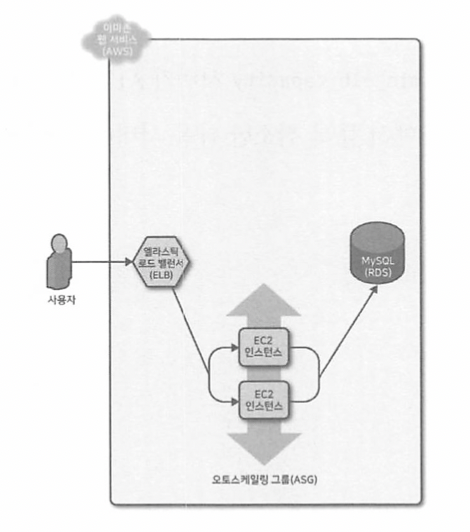 아마존
웹 서비스
(AWS)
엘라스틱
로드 밸런서
(ELB)
MySQL
(RDS)
사용자
EC2
인스턴스
EC2
인스턴스
오토스케일링 그룹(ASG)